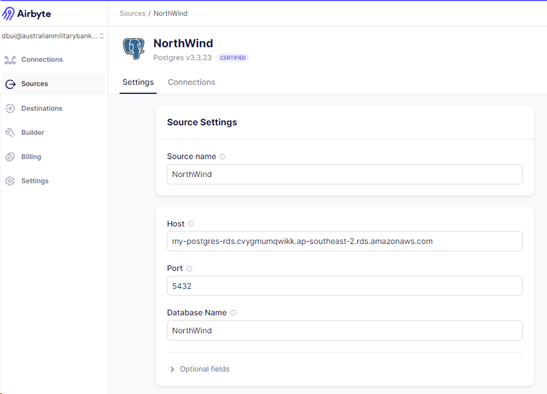 Airbyte
Sources / NorthWind
dbui@australianmilitarybank...
NorthWind
Postgres v3.3.23 CERTIFIED
Connections
Sources
Destinations
Builder
Billing
Settings
Settings Connections
Source Settings
Source name
NorthWind
Host
my-postgres-rds.cvygmumqwikk.ap-southeast-2.rds.amazonaws.com
Port
5432
Database Name
NorthWind
Optional fields